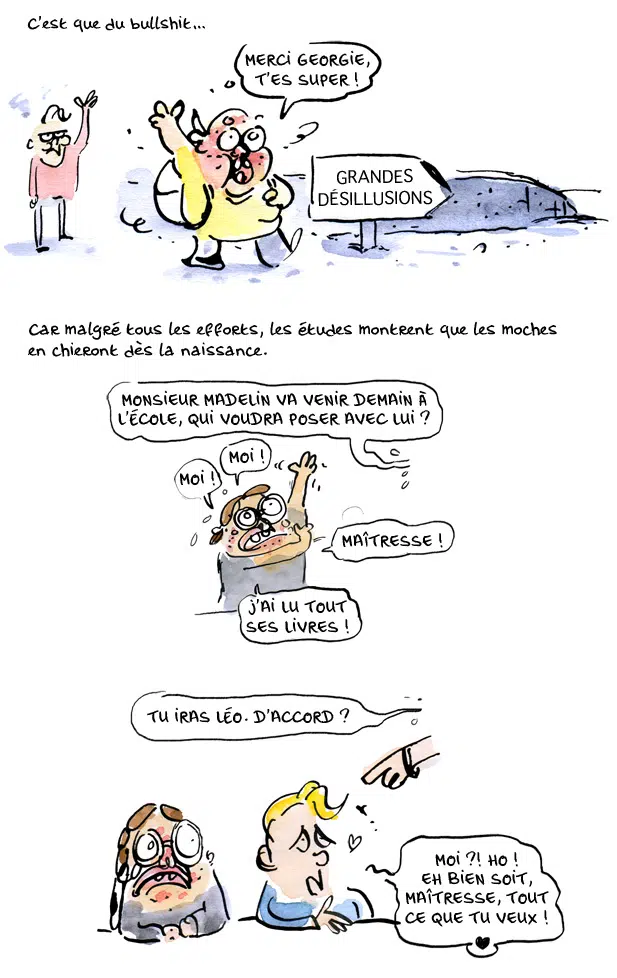 C'est que du bullshit...
MERCI GEORGIE,
T'ES SUPER !
GRANDES
DÉSILLUSIONS
Car malgré tous les efforts, les études montrent que les moches
en chieront dès la naissance.
MONSIEUR MADELIN VA VENIR DEMAIN À
L'ÉCOLE, QUI VOUDRA POSER AVEC LUI ?
MOI !
MOI !
MAÎTRESSE !
J'AI LU TOUT
SES LIVRES !
TU IRAS LÉO. D'ACCORD ?
MOI ?! HO !
EH BIEN SOIT,
MAÎTRESSE, TOUT
CE QUE TU VEUX !